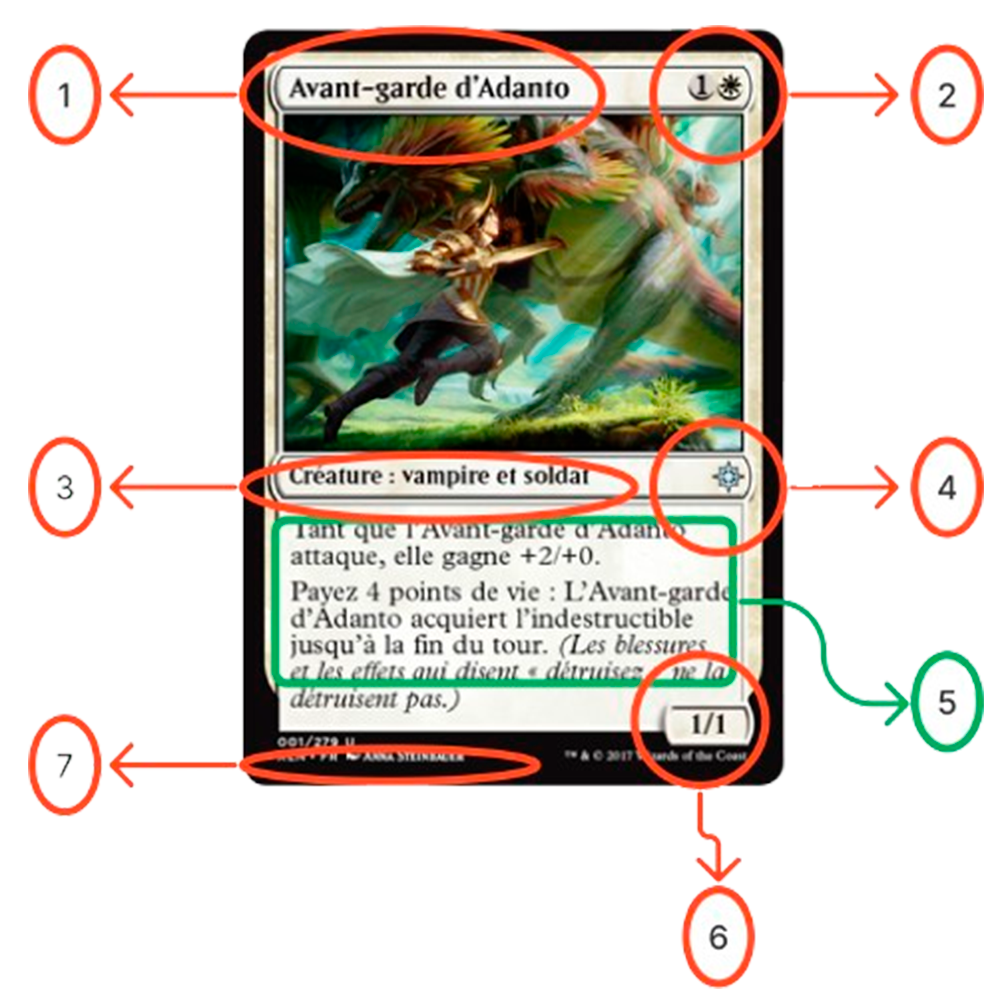 1
Avant-garde d'Adanto
1
2
3
Créature : vampire et soldat
4
Tant que l'Avant-garde d'Adanto
attaque, elle gagne +2/+0.
Payez 4 points de vie : L'Avant-garde
d'Adanto acquiert l'indestructible
jusqu'à la fin du tour. (Les blessures
et les effets qui disent « détruisez » ne la
détruisent pas.)
5
1/1
001/279 U
7
ANNA STEINBAUER
™ & © 2017 Wizards of the Coast
6